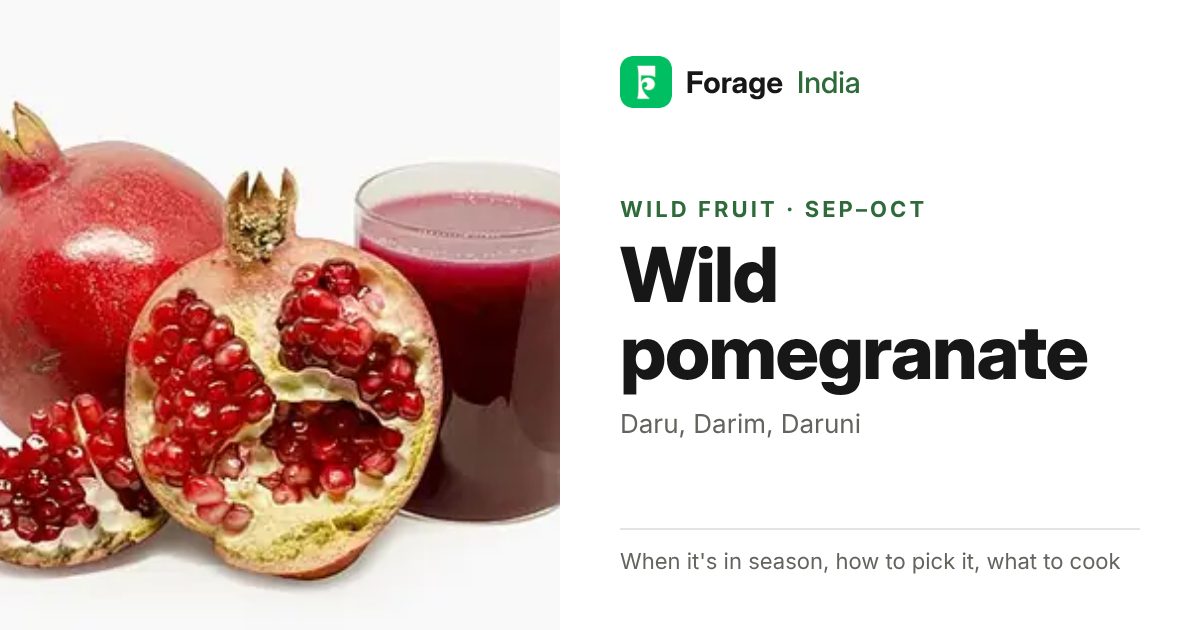 Forage India
WILD FRUIT · SEP–OCT
Wild
pomegranate
Daru, Darim, Daruni
When it's in season, how to pick it, what to cook